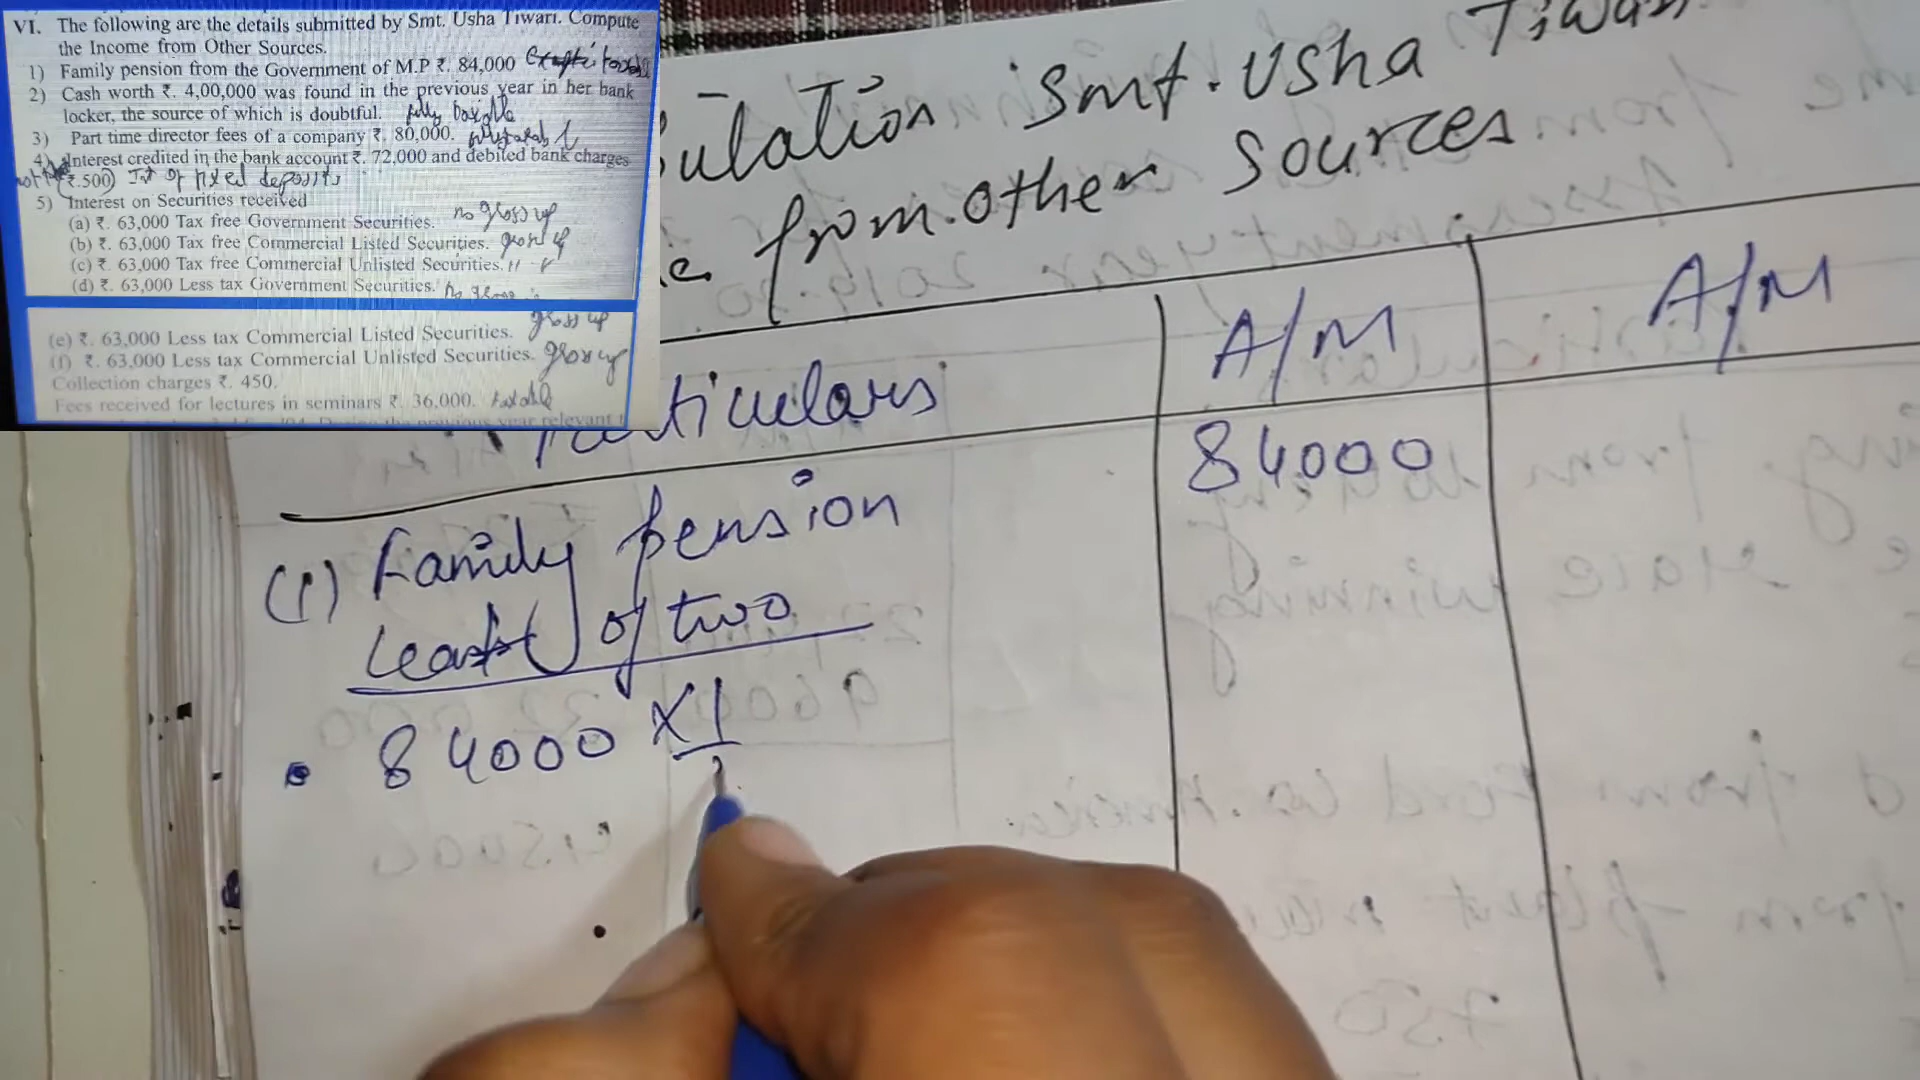 VI. The following are the details submitted by Smt. Usha Tiwari. Compute
the Income from Other Sources.
1) Family pension from the Government of M.P ₹. 84,000
2) Cash worth ₹. 4,00,000 was found in the previous year in her bank
locker, the source of which is doubtful. fully taxable
3) Part time director fees of a company ₹. 80,000.
4) Interest credited in the bank account ₹. 72,000 and debited bank charges
₹.500) Int of fixed deposits
5) Interest on Securities received
(a) ₹. 63,000 Tax free Government Securities. no gross up
(b) ₹. 63,000 Tax free Commercial Listed Securities. gross up
(c) ₹. 63,000 Tax free Commercial Unlisted Securities.
(d) ₹. 63,000 Less tax Government Securities. no
(e) ₹. 63,000 Less tax Commercial Listed Securities. gross up
(f) ₹. 63,000 Less tax Commercial Unlisted Securities. gross up
Collection charges ₹. 450.
Fees received for lectures in seminars ₹. 36,000. taxable
Smt. Usha Tiwari
from other Sources
Particulars A/M A/M
(1) Family pension 84000
least of two
84000 × 1